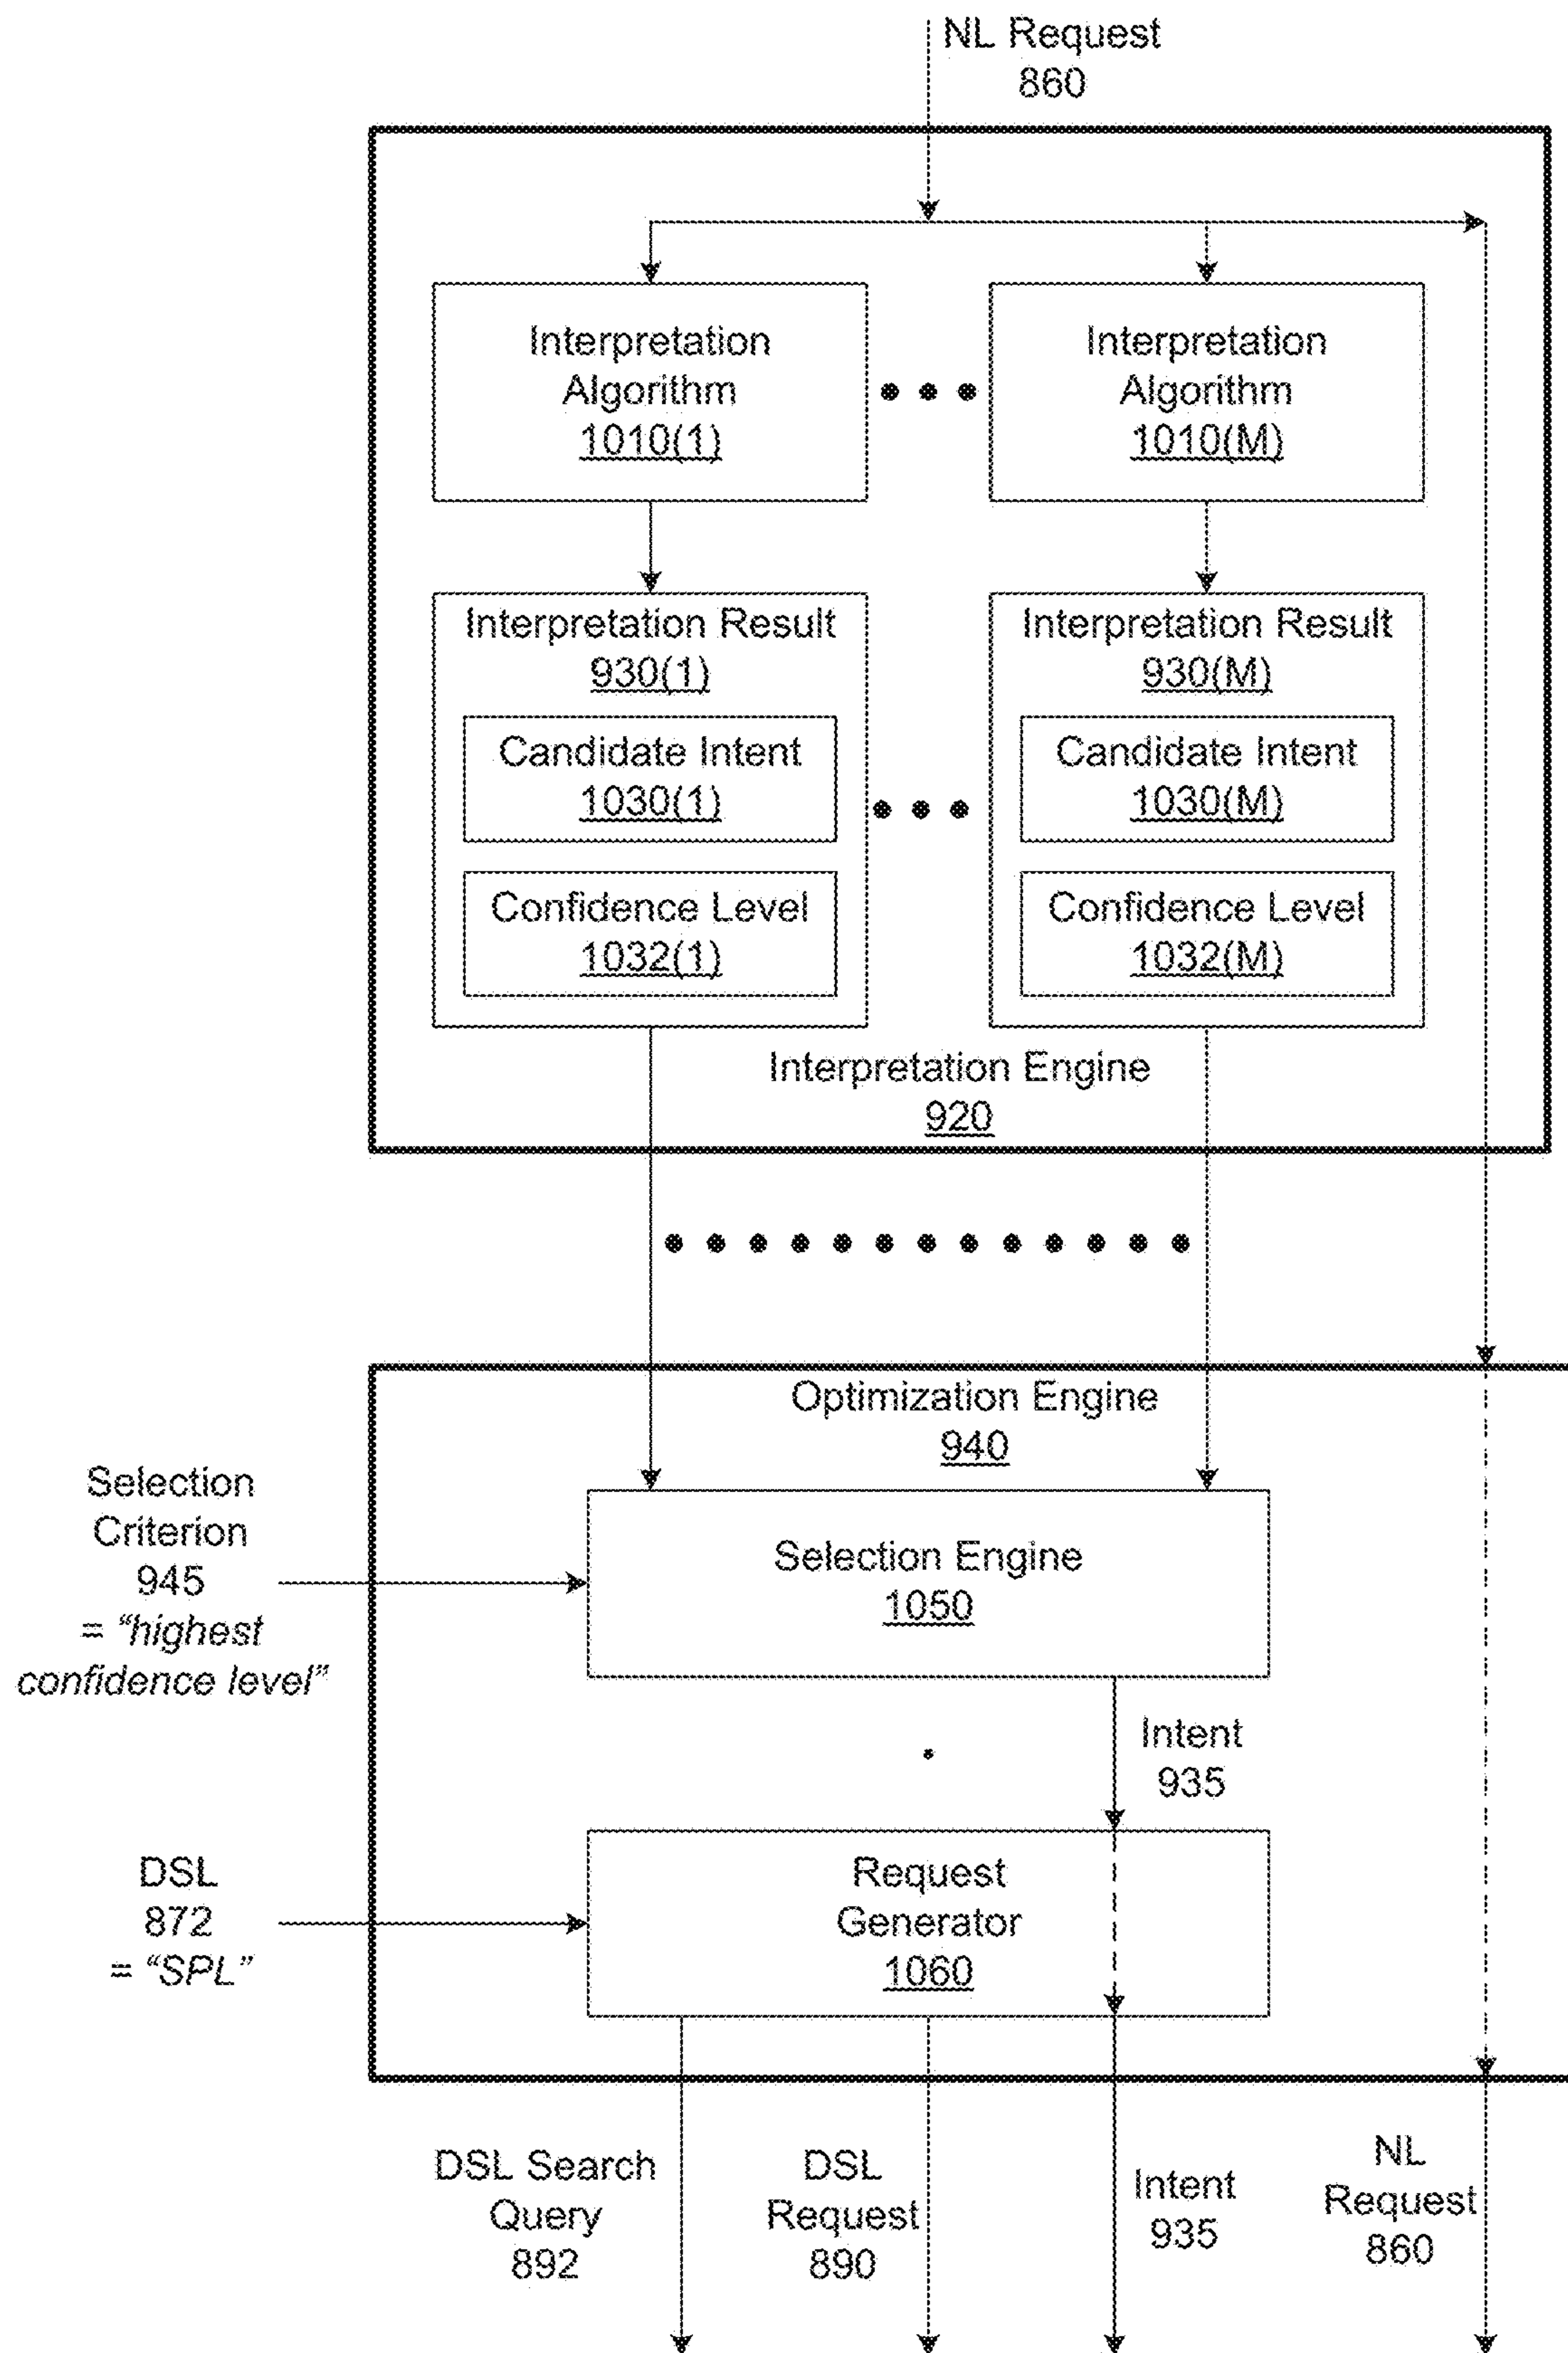 NL Request
860
Interpretation
Algorithm
1010(1)
Interpretation
Algorithm
1010(M)
Interpretation Result
930(1)
Candidate Intent
1030(1)
Confidence Level
1032(1)
Interpretation Result
930(M)
Candidate Intent
1030(M)
Confidence Level
1032(M)
Interpretation Engine
920
Optimization Engine
940
Selection
Criterion
945
= “highest
confidence level”
Selection Engine
1050
Intent
935
DSL
872
= “SPL”
Request
Generator
1060
DSL Search
Query
892
DSL
Request
890
Intent
935
NL
Request
860